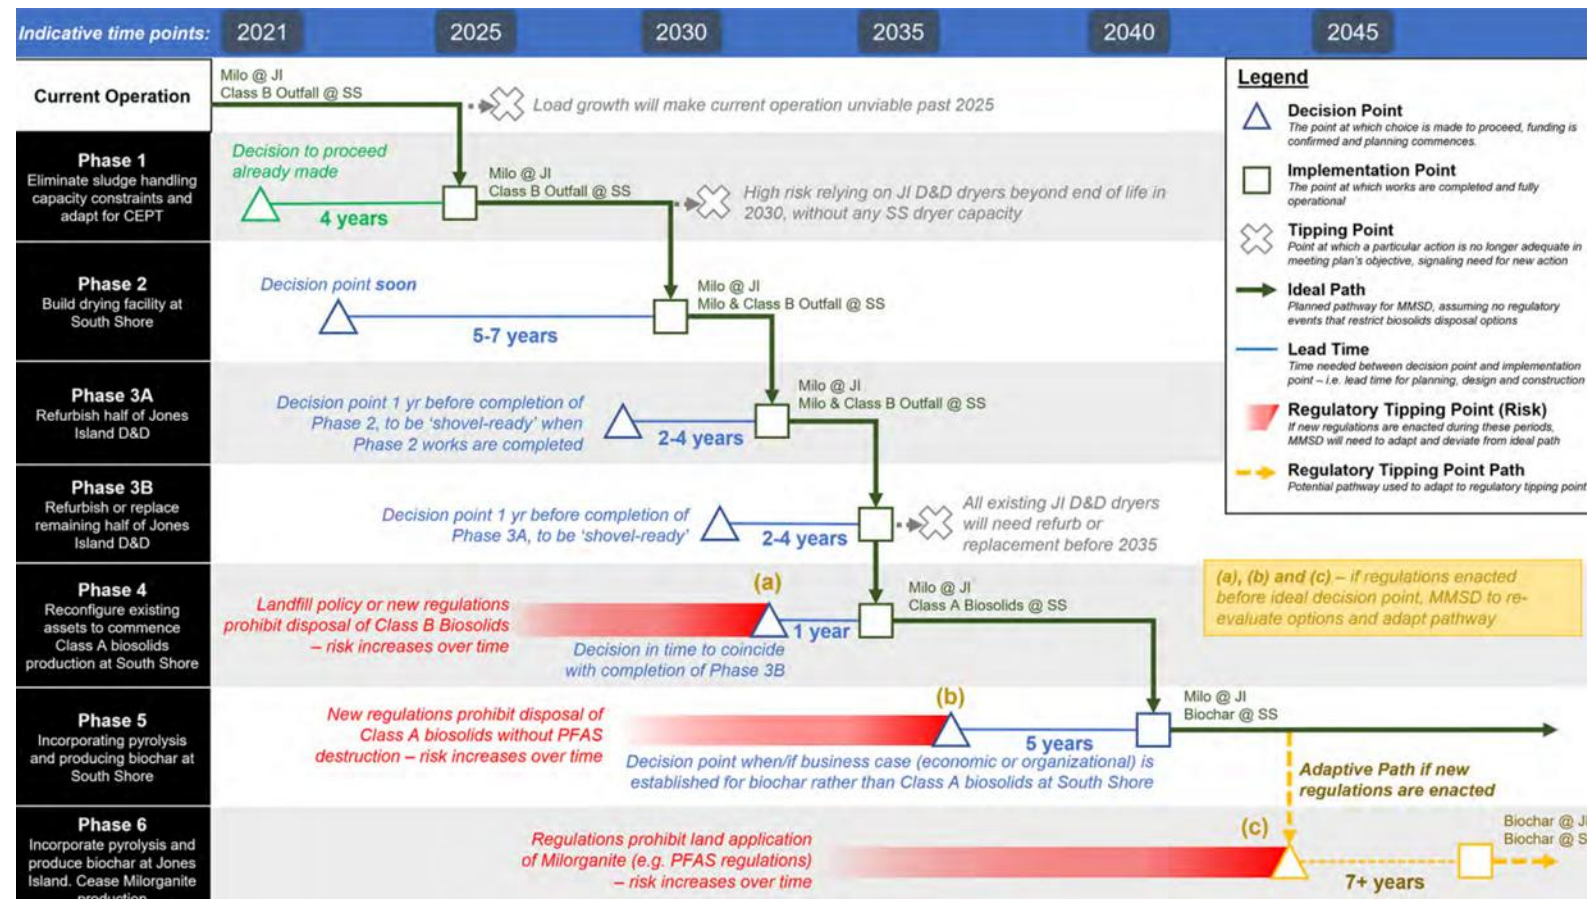 Indicative time points: 2021 2025 2030 2035 2040 2045
Current Operation
Milo @ JI
Class B Outfall @ SS
Load growth will make current operation unviable past 2025
Phase 1
Eliminate sludge handling
capacity constraints and
adapt for CEPT
Decision to proceed
already made
4 years
Milo @ JI
Class B Outfall @ SS
High risk relying on JI D&D dryers beyond end of life in
2030, without any SS dryer capacity
Phase 2
Build drying facility at
South Shore
Decision point soon
5-7 years
Milo @ JI
Milo & Class B Outfall @ SS
Phase 3A
Refurbish half of Jones
Island D&D
Decision point 1 yr before completion of
Phase 2, to be ‘shovel-ready’ when
Phase 2 works are completed
2-4 years
Milo @ JI
Milo & Class B Outfall @ SS
Phase 3B
Refurbish or replace
remaining half of Jones
Island D&D
Decision point 1 yr before completion of
Phase 3A, to be ‘shovel-ready’
2-4 years
All existing JI D&D dryers
will need refurb or
replacement before 2035
Phase 4
Reconfigure existing
assets to commence
Class A biosolids
production at South Shore
Landfill policy or new regulations
prohibit disposal of Class B Biosolids
– risk increases over time
(a)
1 year
Decision in time to coincide
with completion of Phase 3B
Milo @ JI
Class A Biosolids @ SS
(a), (b) and (c) – if regulations enacted
before ideal decision point, MMSD to re-
evaluate options and adapt pathway
Phase 5
Incorporating pyrolysis
and producing biochar at
South Shore
New regulations prohibit disposal of
Class A biosolids without PFAS
destruction – risk increases over time
(b)
5 years
Decision point when/if business case (economic or organizational) is
established for biochar rather than Class A biosolids at South Shore
Milo @ JI
Biochar @ SS
Adaptive Path if new
regulations are enacted
Phase 6
Incorporate pyrolysis and
produce biochar at Jones
Island. Cease Milorganite
production
Regulations prohibit land application
of Milorganite (e.g. PFAS regulations)
– risk increases over time
(c)
7+ years
Biochar @ J
Biochar @ S
Legend
Decision Point
The point at which choice is made to proceed, funding is
confirmed and planning commences.
Implementation Point
The point at which works are completed and fully
operational
Tipping Point
Point at which a particular action is no longer adequate in
meeting plan's objective, signaling need for new action
Ideal Path
Planned pathway for MMSD, assuming no regulatory
events that restrict biosolids disposal options
Lead Time
Time needed between decision point and implementation
point – i.e. lead time for planning, design and construction
Regulatory Tipping Point (Risk)
If new regulations are enacted during these periods,
MMSD will need to adapt and deviate from ideal path
Regulatory Tipping Point Path
Potential pathway used to adapt to regulatory tipping point